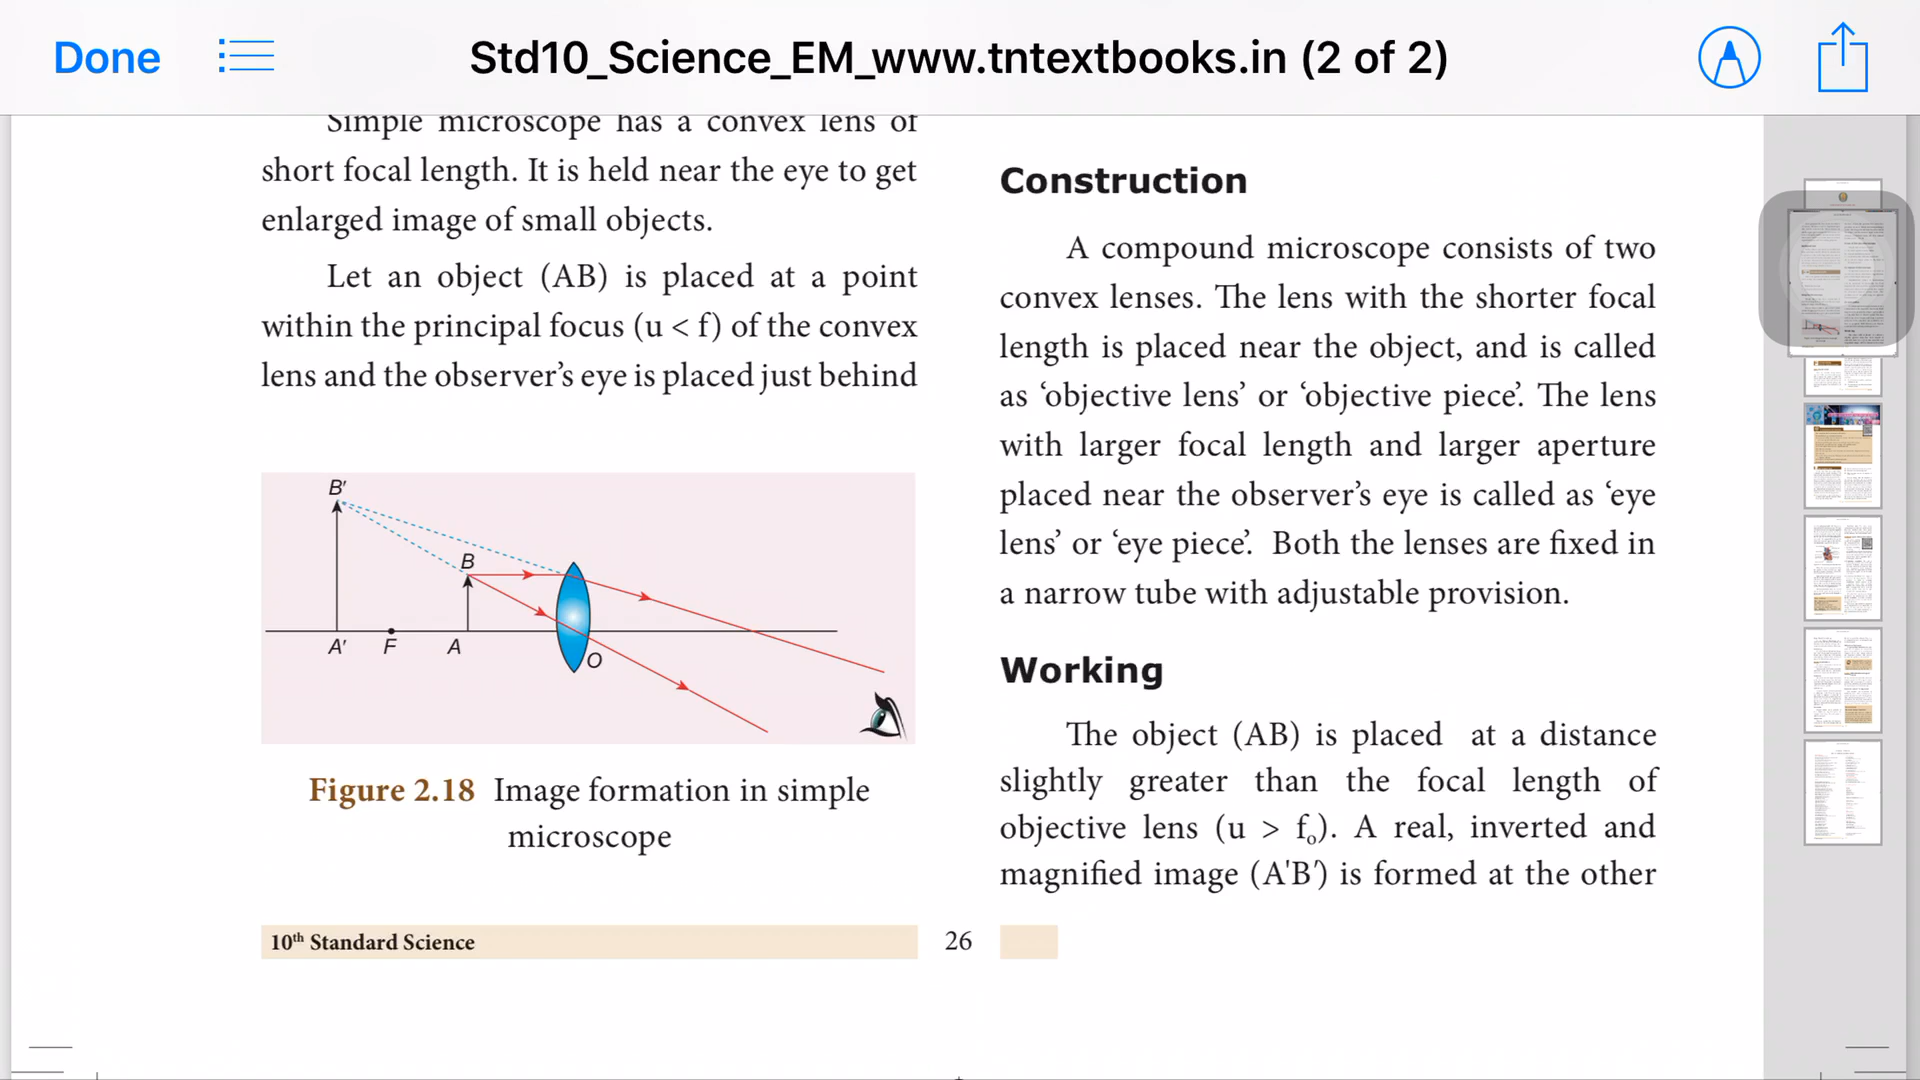 Done
Std10_Science_EM_www.tntextbooks.in (2 of 2)
Simple microscope has a convex lens of
short focal length. It is held near the eye to get
enlarged image of small objects.
Let an object (AB) is placed at a point
within the principal focus (u < f) of the convex
lens and the observer's eye is placed just behind
B'
B
A'
F
A
O
Figure 2.18 Image formation in simple
microscope
10th Standard Science
26
Construction
A compound microscope consists of two
convex lenses. The lens with the shorter focal
length is placed near the object, and is called
as ‘objective lens’ or ‘objective piece’. The lens
with larger focal length and larger aperture
placed near the observer’s eye is called as ‘eye
lens’ or ‘eye piece’. Both the lenses are fixed in
a narrow tube with adjustable provision.
Working
The object (AB) is placed at a distance
slightly greater than the focal length of
objective lens (u > fo). A real, inverted and
magnified image (A'B') is formed at the other